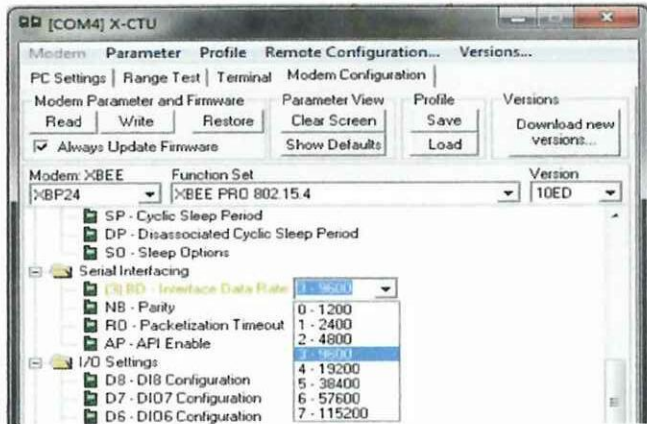 [COM4] X-CTU
Modem Parameter Profile Remote Configuration... Versions...
PC Settings Range Test Terminal Modem Configuration
Modem Parameter and Firmware Parameter View Profile Versions
Read Write Restore Clear Screen Save Download new versions...
Always Update Firmware Show Defaults Load
Modem: XBEE Function Set Version
XBP24 XBEE PRO 802.15.4 10ED
SP - Cyclic Sleep Period
DP - Disassociated Cyclic Sleep Period
SO - Sleep Options
Serial Interfacing
(3) BD - Interface Data Rate 3 - 9600
NB - Parity
RO - Packetization Timeout
AP - API Enable
0 - 1200
1 - 2400
2 - 4800
3 - 9600
4 - 19200
5 - 38400
6 - 57600
7 - 115200
I/O Settings
D8 - DI8 Configuration
D7 - DIO7 Configuration
D6 - DIO6 Configuration